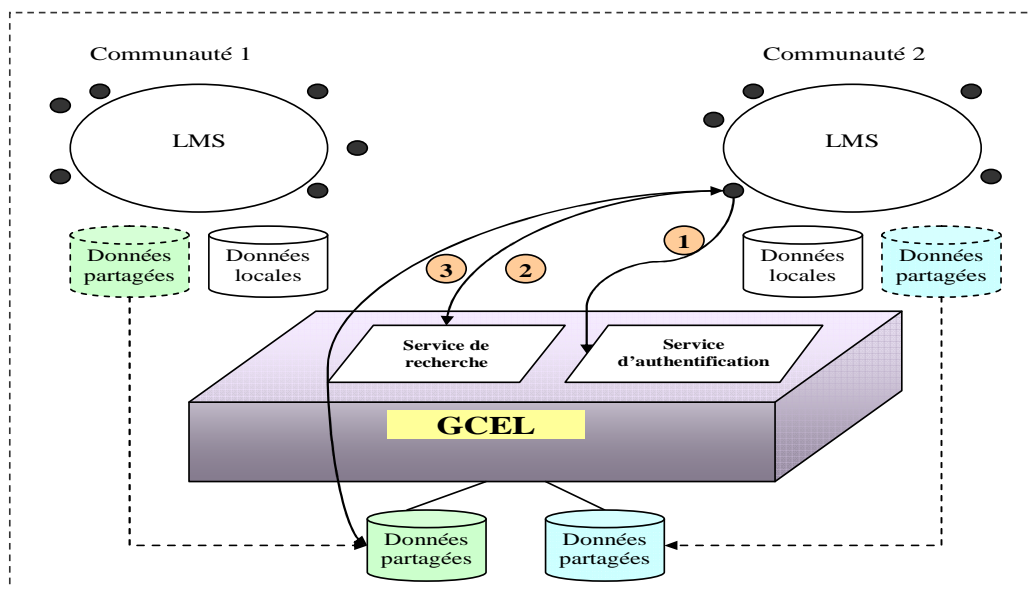 Communauté 1
Communauté 2
LMS
LMS
Données
partagées
Données
locales
3
2
1
Données
locales
Données
partagées
Service de
recherche
Service
d'authentification
GCEL
Données
partagées
Données
partagées